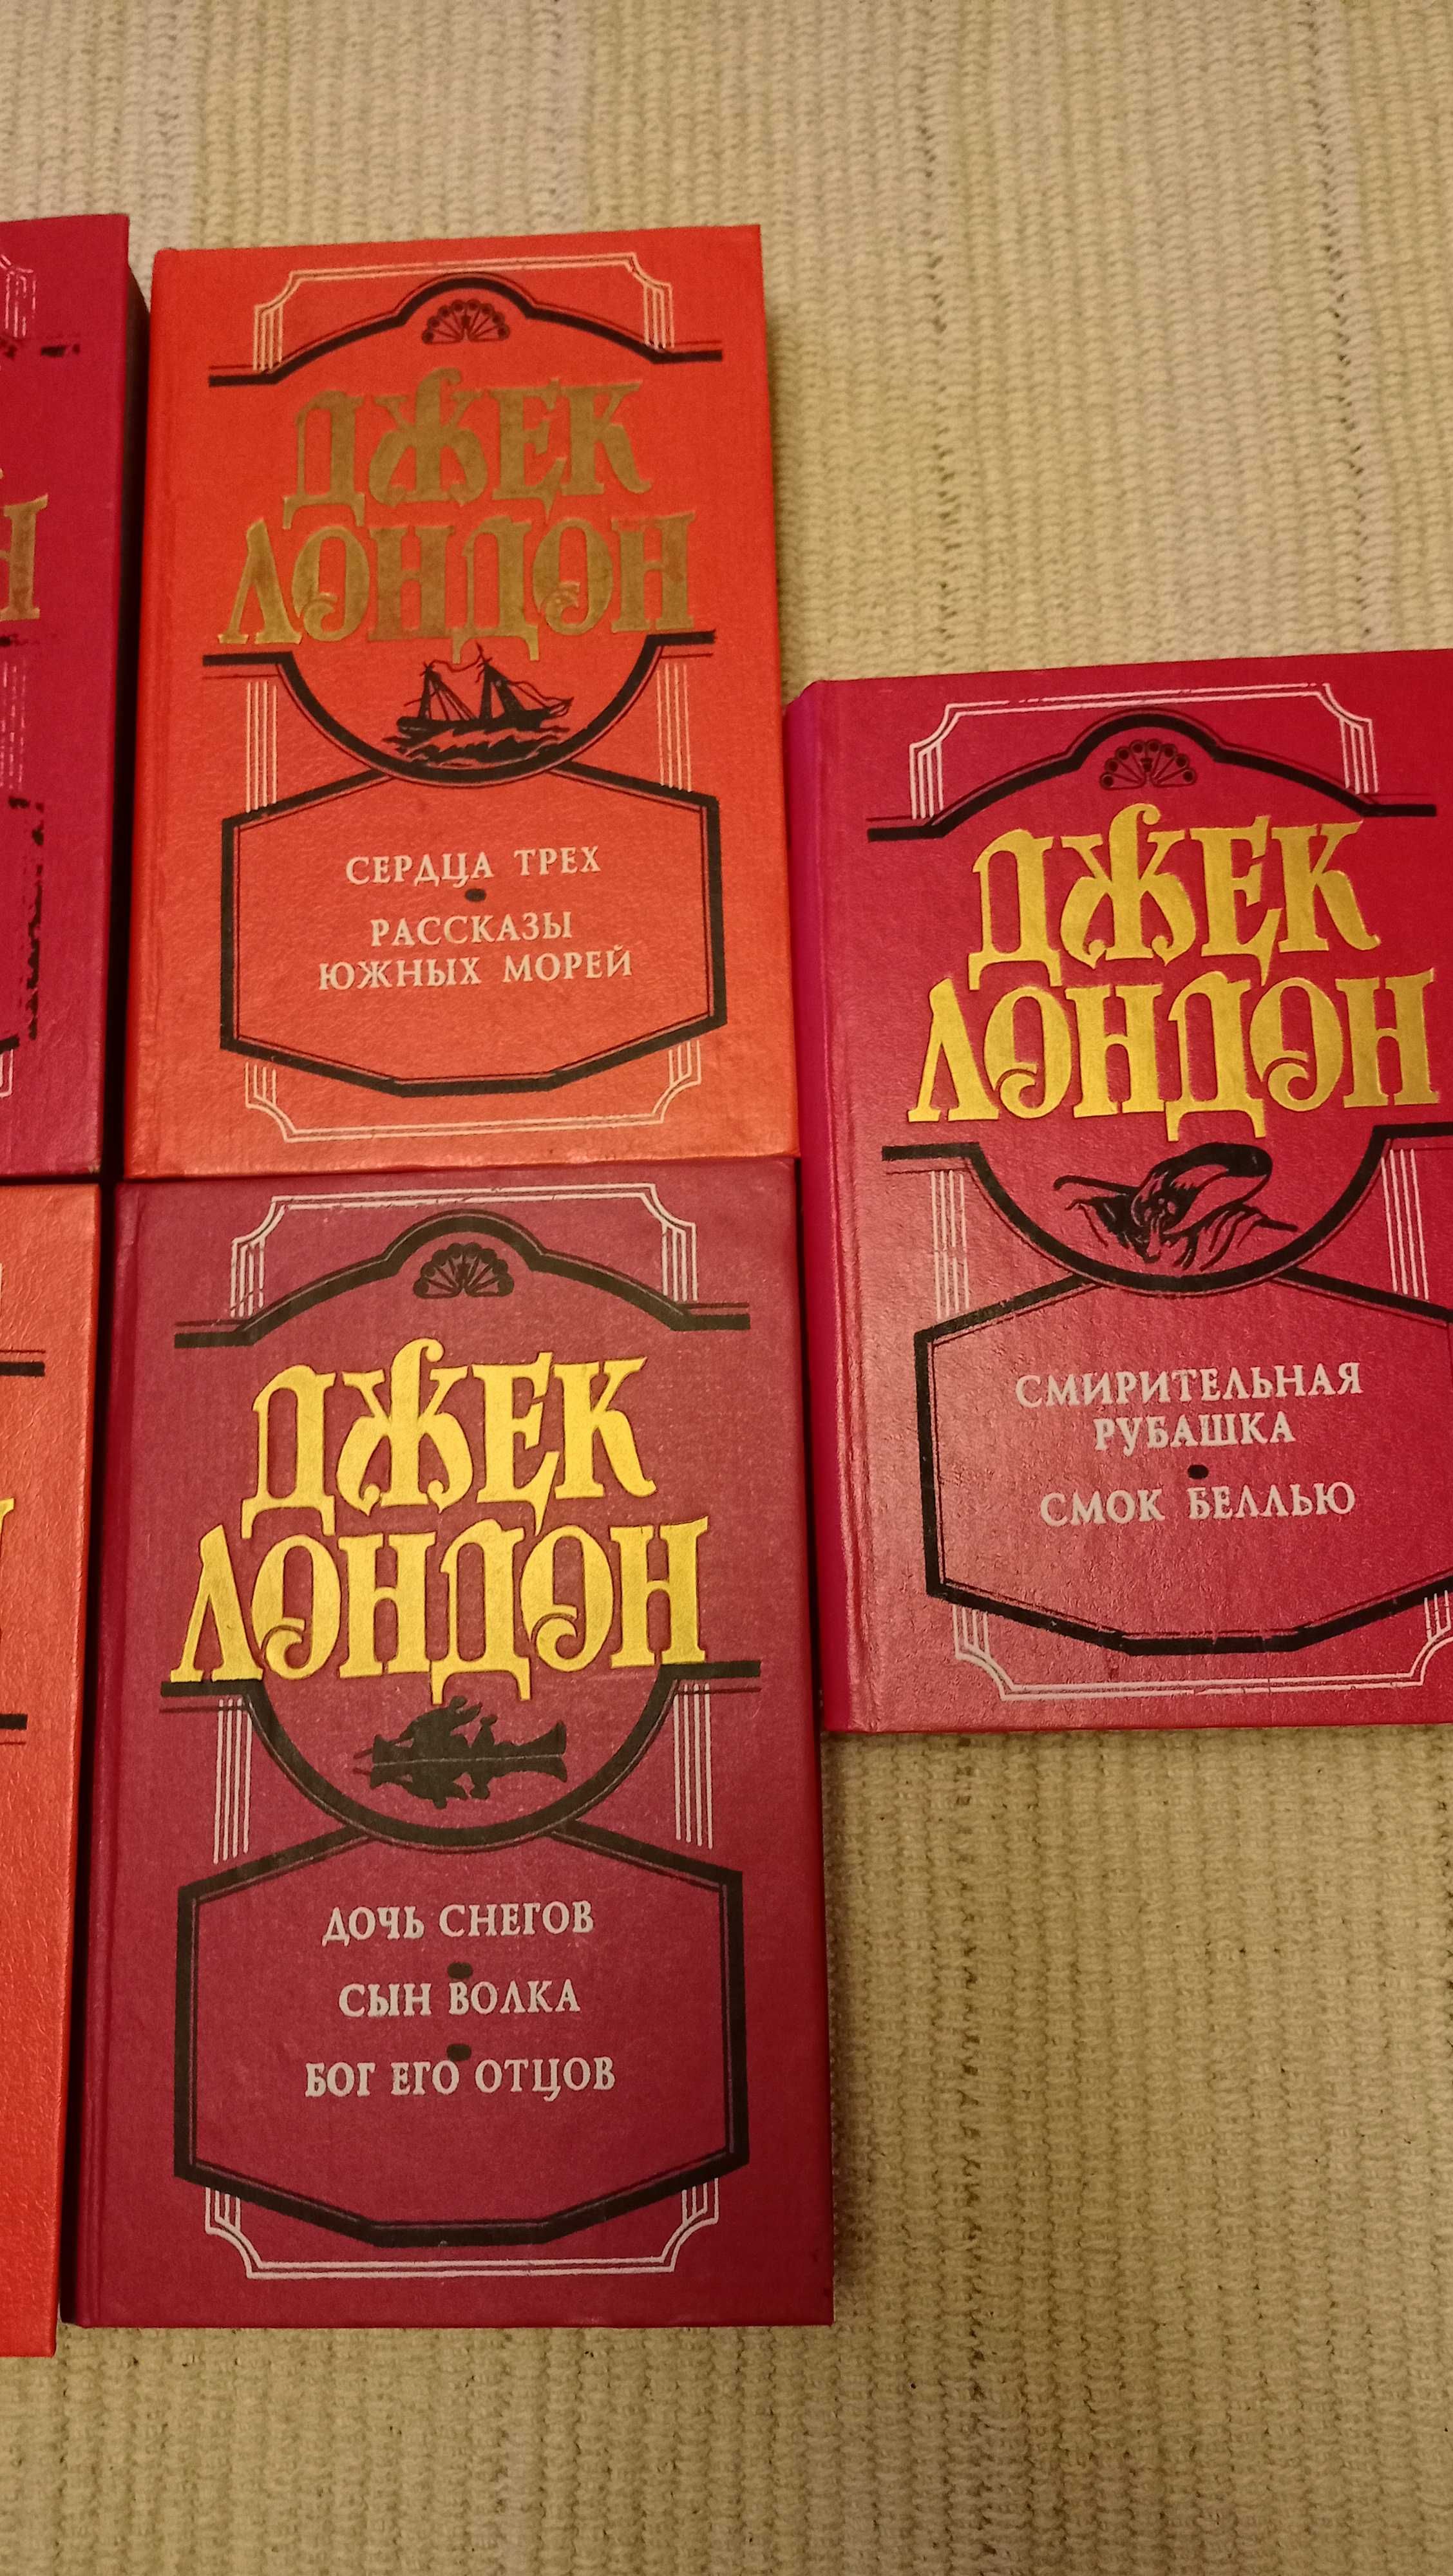 ДЖЕК
ЛОНДОН
СЕРДЦА ТРЕХ
РАССКАЗЫ
ЮЖНЫХ МОРЕЙ
ДЖЕК
ЛОНДОН
ДОЧЬ СНЕГОВ
СЫН ВОЛКА
БОГ ЕГО ОТЦОВ
ДЖЕК
ЛОНДОН
СМИРИТЕЛЬНАЯ
РУБАШКА
СМОК БЕЛЛЬЮ